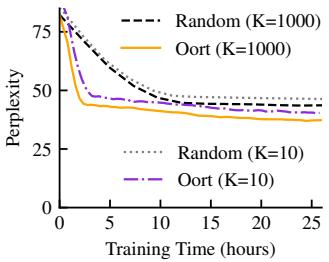 75
50
25
0
Perplexity
Random (K=1000)
Oort (K=1000)
Random (K=10)
Oort (K=10)
0 5 10 15 20 25
Training Time (hours)